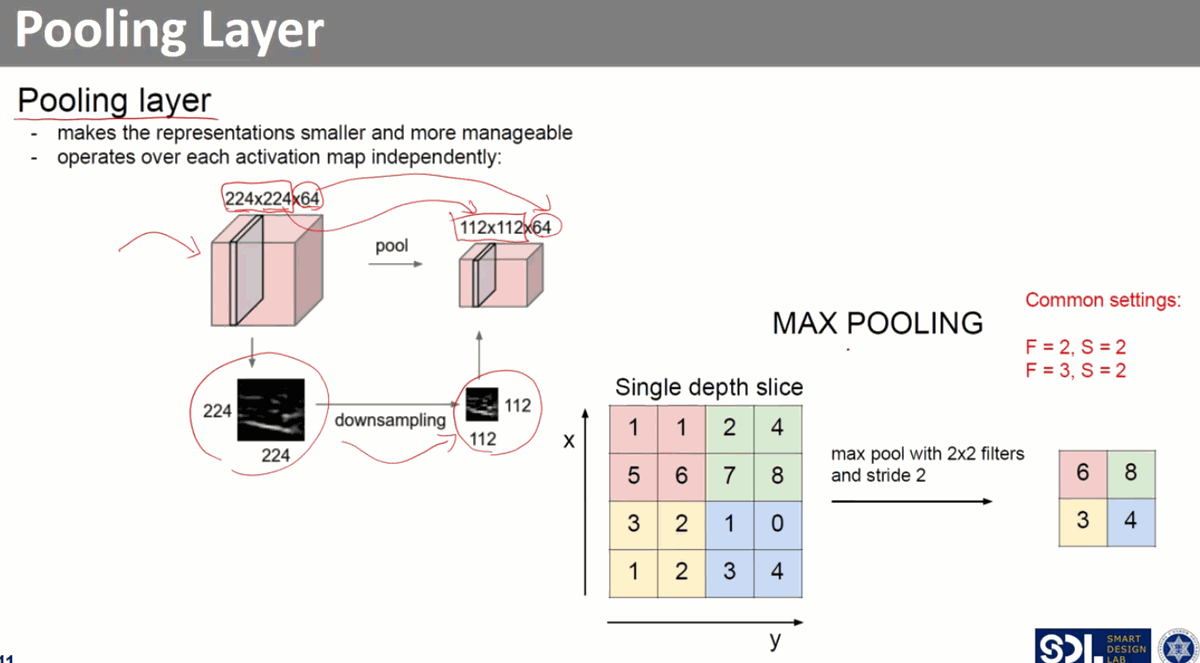 Pooling Layer
Pooling layer
- makes the representations smaller and more manageable
- operates over each activation map independently:
224x224x64
112x112x64
pool
224
224
downsampling
112
112
MAX POOLING
Common settings:
F = 2, S = 2
F = 3, S = 2
Single depth slice
x
1 1 2 4
5 6 7 8
3 2 1 0
1 2 3 4
y
max pool with 2x2 filters
and stride 2
6 8
3 4
11
SDL SMART
DESIGN
LAB